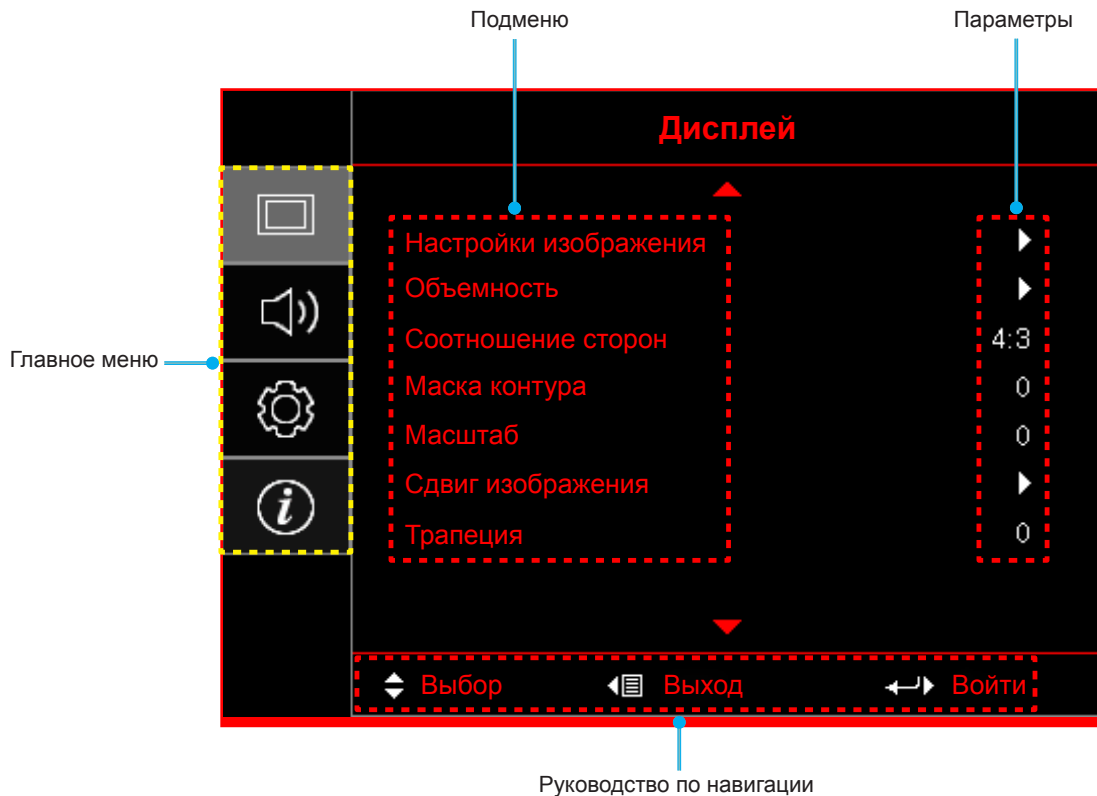 Подменю
Параметры
Дисплей
Настройки изображения
Объемность
Соотношение сторон 4:3
Главное меню
Маска контура 0
Масштаб 0
Сдвиг изображения
Трапеция 0
Выбор Выход Войти
Руководство по навигации